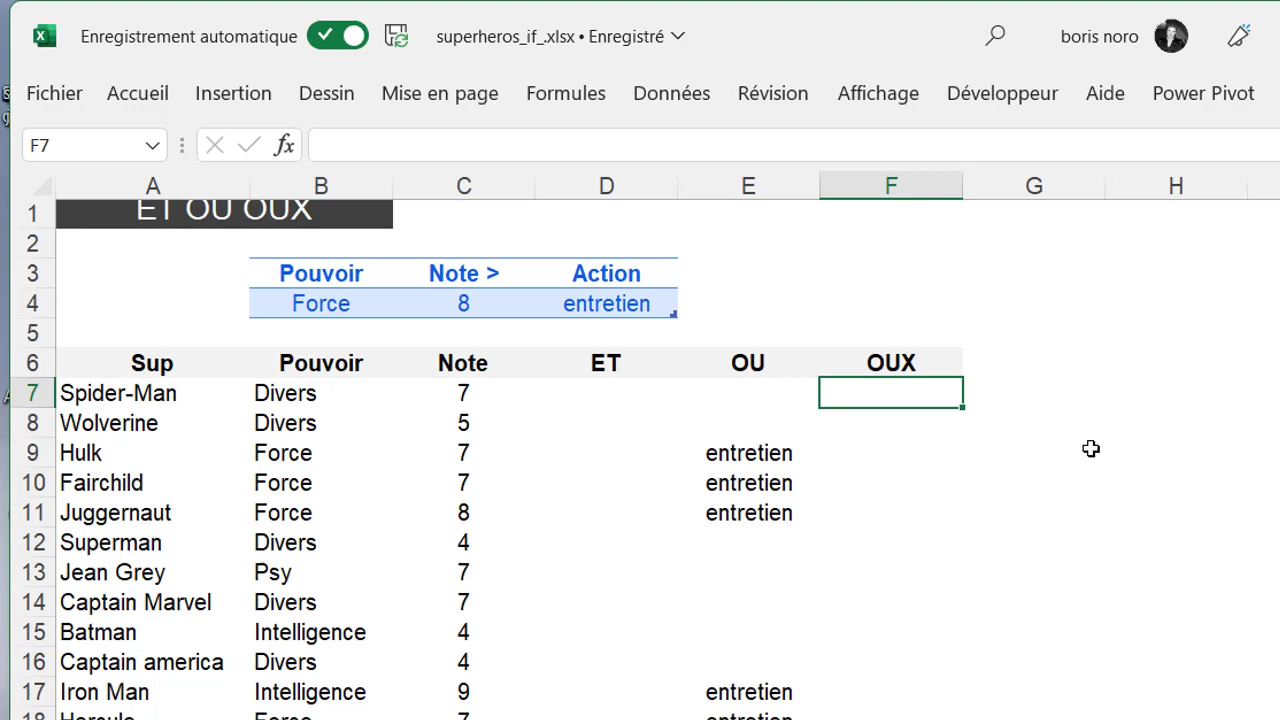 Enregistrement automatique superheros_if_.xlsx • Enregistré boris noro
Fichier Accueil Insertion Dessin Mise en page Formules Données Révision Affichage Développeur Aide Power Pivot
F7 fx
A B C D E F G H
1 ET OU OUX
2
3 Pouvoir Note > Action
4 Force 8 entretien
5
6 Sup Pouvoir Note ET OU OUX
7 Spider-Man Divers 7
8 Wolverine Divers 5
9 Hulk Force 7 entretien
10 Fairchild Force 7 entretien
11 Juggernaut Force 8 entretien
12 Superman Divers 4
13 Jean Grey Psy 7
14 Captain Marvel Divers 7
15 Batman Intelligence 4
16 Captain america Divers 4
17 Iron Man Intelligence 9 entretien
18 Hercule Force 7 entretien